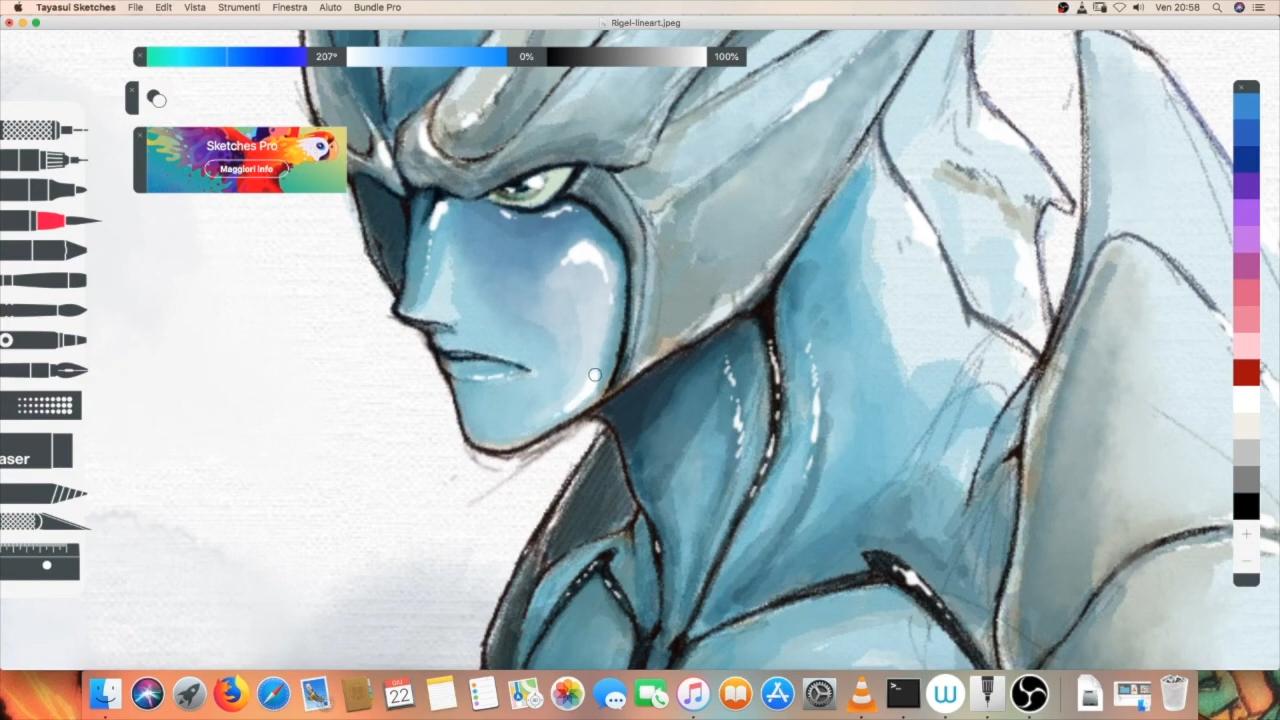 Tayasui Sketches File Edit Vista Strumenti Finestra Aiuto Bundle Pro Ven 20:58
Rigel-lineart.jpeg
207° 0% 100%
Sketches Pro
Maggiori info
aser
22